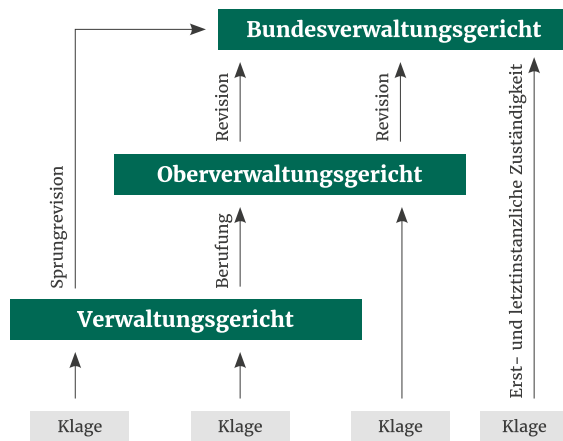 Bundesverwaltungsgericht
Revision
Revision
Erst- und letztinstanzliche Zuständigkeit
Oberverwaltungsgericht
Sprungrevision
Berufung
Verwaltungsgericht
Klage
Klage
Klage
Klage